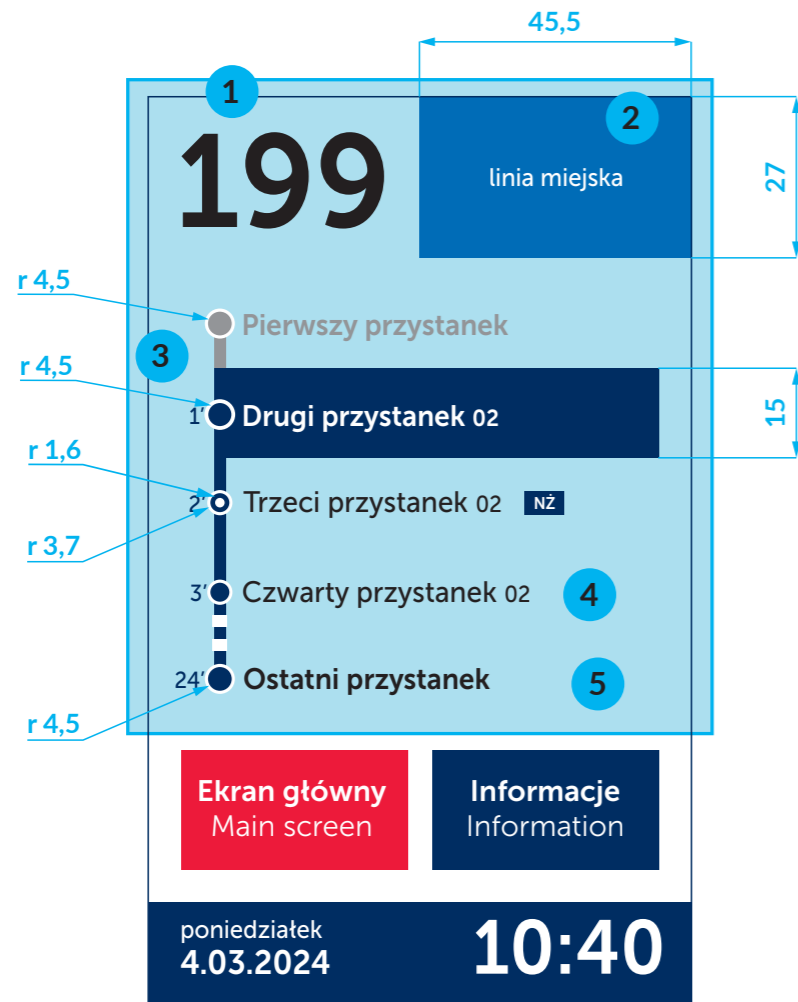 45,5
1
2
199
linia miejska
27
r 4,5
Pierwszy przystanek
3
r 4,5
1' Drugi przystanek 02
15
r 1,6
2' Trzeci przystanek 02 NŻ
r 3,7
3' Czwarty przystanek 02
4
24' Ostatni przystanek
5
r 4,5
Ekran główny
Main screen
Informacje
Information
poniedziałek
4.03.2024
10:40